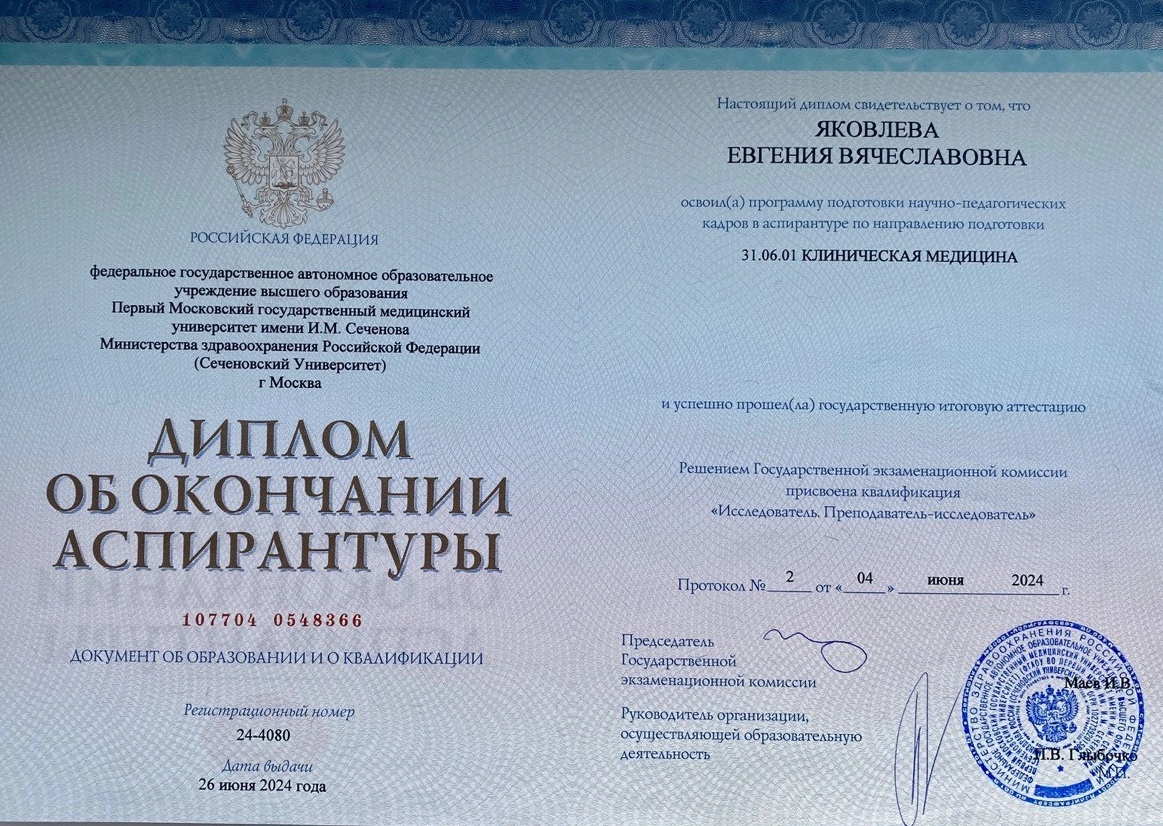 РОССИЙСКАЯ ФЕДЕРАЦИЯ
федеральное государственное автономное образовательное
учреждение высшего образования
Первый Московский государственный медицинский
университет имени И.М. Сеченова
Министерства здравоохранения Российской Федерации
(Сеченовский Университет)
г Москва
ДИПЛОМ
ОБ ОКОНЧАНИИ
АСПИРАНТУРЫ
107704 0548366
ДОКУМЕНТ ОБ ОБРАЗОВАНИИ И О КВАЛИФИКАЦИИ
Регистрационный номер
24-4080
Дата выдачи
26 июня 2024 года
Настоящий диплом свидетельствует о том, что
ЯКОВЛЕВА
ЕВГЕНИЯ ВЯЧЕСЛАВОВНА
освоил(а) программу подготовки научно-педагогических
кадров в аспирантуре по направлению подготовки
31.06.01 КЛИНИЧЕСКАЯ МЕДИЦИНА
и успешно прошел(ла) государственную итоговую аттестацию
Решением Государственной экзаменационной комиссии
присвоена квалификация
«Исследователь. Преподаватель-исследователь»
Протокол № 2 от «04» июня 2024 г.
Председатель
Государственной
экзаменационной комиссии
Маев И.В.
Руководитель организации,
осуществляющей образовательную
деятельность
П.В. Глыбочко
М.П.